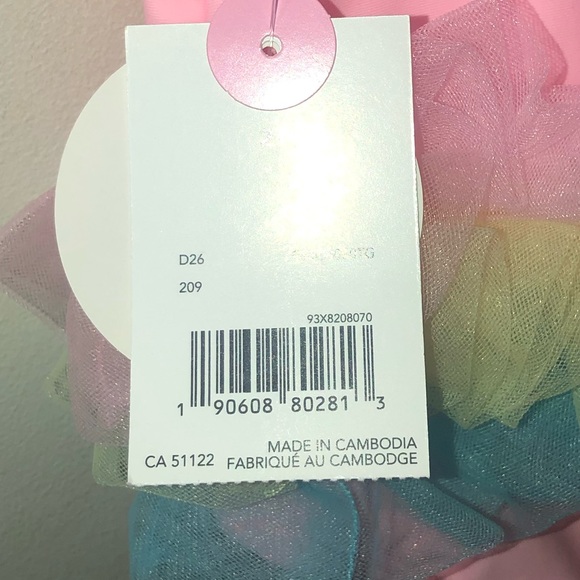 D26
209
93X8208070
1 90608 80281 3
MADE IN CAMBODIA
CA 51122 FABRIQUÉ AU CAMBODGE